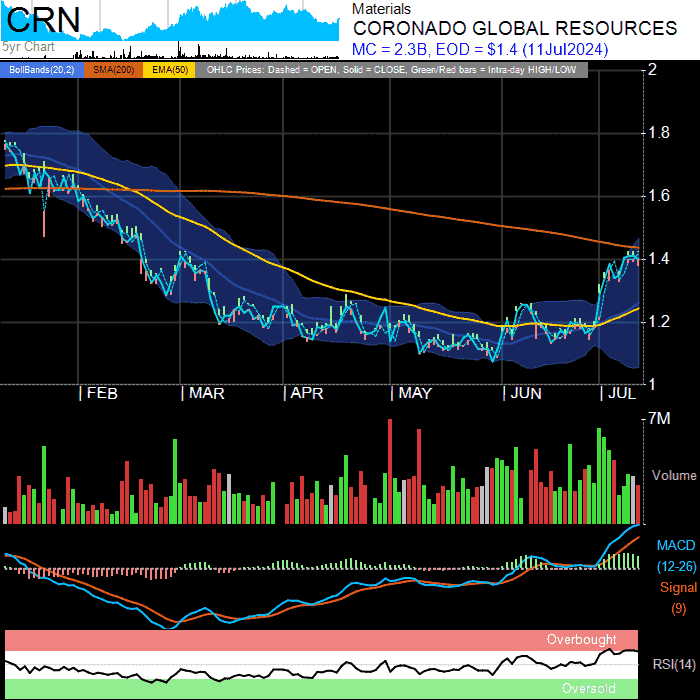 CRN
5yr Chart
Materials
CORONADO GLOBAL RESOURCES
MC = 2.3B, EOD = $1.4 (11Jul2024)
BollBands(20,2) SMA(200) EMA(50) OHLC Prices: Dashed = OPEN, Solid = CLOSE, Green/Red bars = Intra-day HIGH/LOW
2
1.8
1.6
1.4
1.2
1
| FEB | MAR | APR | MAY | JUN | JUL
7M
Volume
MACD
(12-26)
Signal
(9)
Overbought
RSI(14)
Oversold